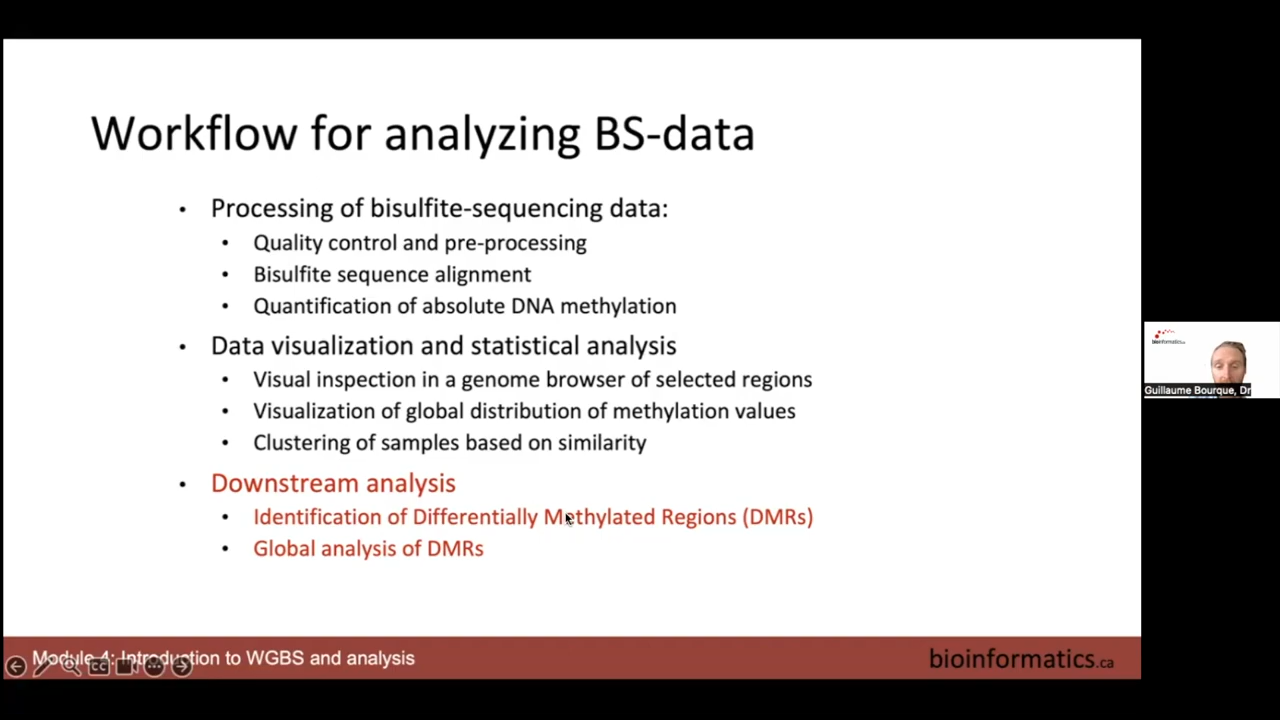 Workflow for analyzing BS-data
• Processing of bisulfite-sequencing data:
• Quality control and pre-processing
• Bisulfite sequence alignment
• Quantification of absolute DNA methylation
• Data visualization and statistical analysis
• Visual inspection in a genome browser of selected regions
• Visualization of global distribution of methylation values
• Clustering of samples based on similarity
• Downstream analysis
• Identification of Differentially Methylated Regions (DMRs)
• Global analysis of DMRs
Module 4: Introduction to WGBS and analysis
CC
bioinformatics.ca
bioinformatics.ca
Guillaume Bourque, Dr